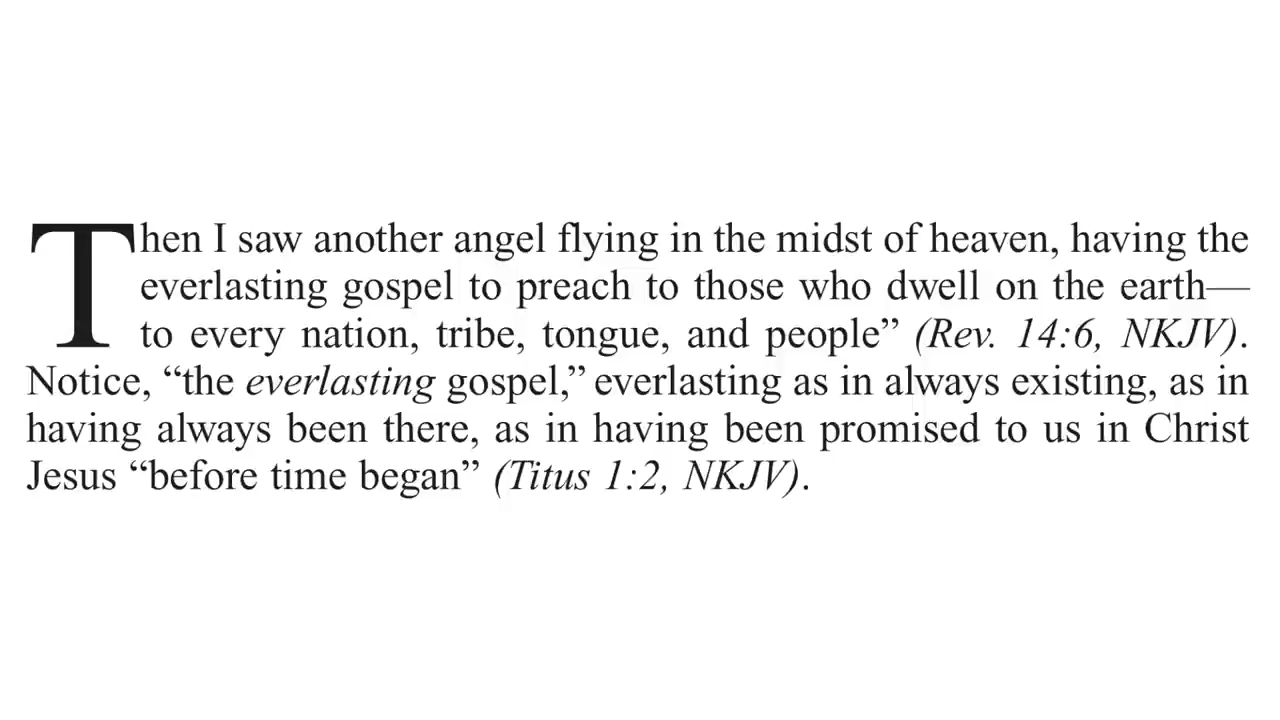 Then I saw another angel flying in the midst of heaven, having the
everlasting gospel to preach to those who dwell on the earth—
to every nation, tribe, tongue, and people” (Rev. 14:6, NKJV).
Notice, “the everlasting gospel,” everlasting as in always existing, as in
having always been there, as in having been promised to us in Christ
Jesus “before time began” (Titus 1:2, NKJV).